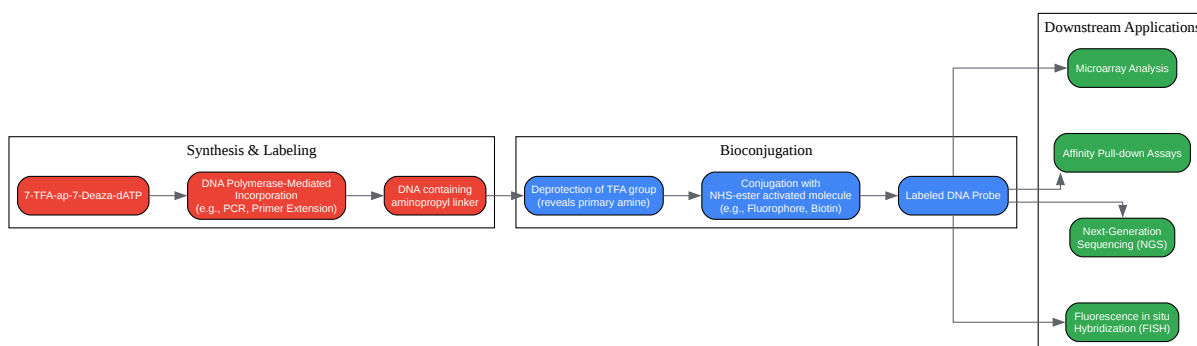 Synthesis & Labeling
7-TFA-ap-7-Deaza-dATP
DNA Polymerase-Mediated
Incorporation
(e.g., PCR, Primer Extension)
DNA containing
aminopropyl linker
Bioconjugation
Deprotection of TFA group
(reveals primary amine)
Conjugation with
NHS-ester activated molecule
(e.g., Fluorophore, Biotin)
Labeled DNA Probe
Downstream Applications
Microarray Analysis
Affinity Pull-down Assays
Next-Generation
Sequencing (NGS)
Fluorescence in situ
Hybridization (FISH)